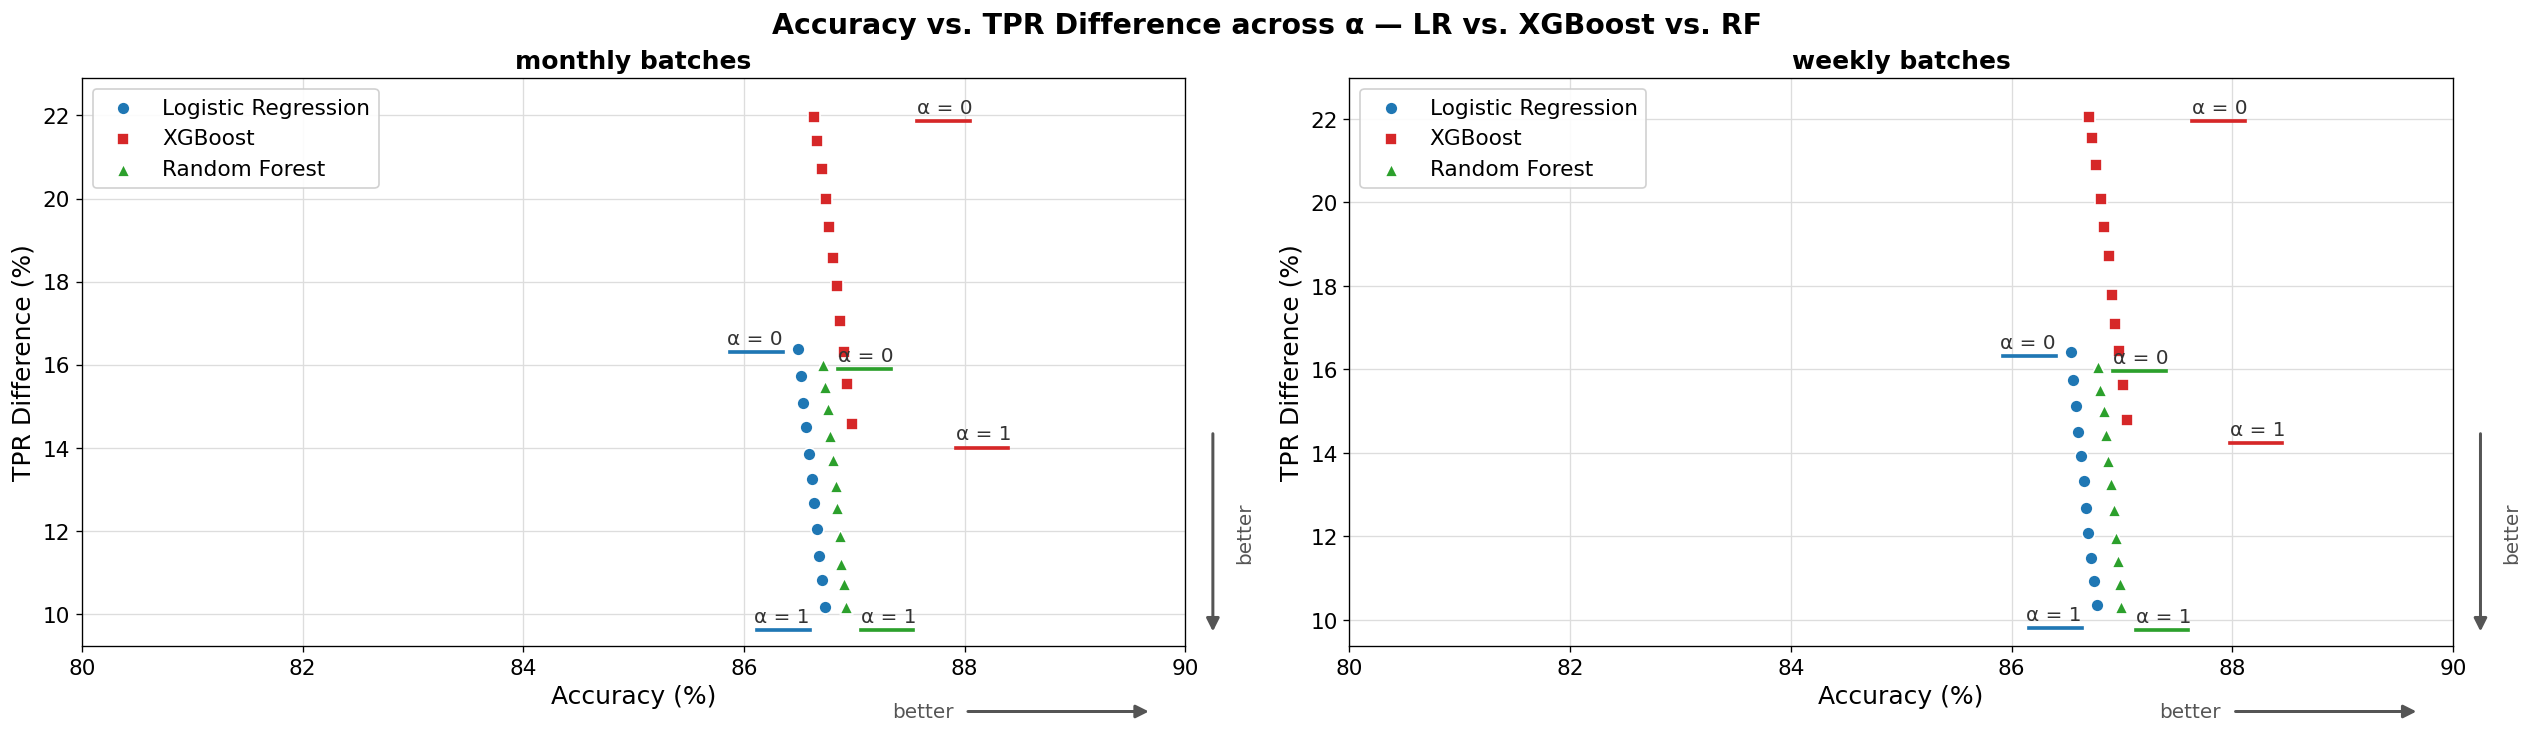 Accuracy vs. TPR Difference across α — LR vs. XGBoost vs. RF
monthly batches
Logistic Regression
XGBoost
Random Forest
α = 0
α = 0
α = 0
α = 1
α = 1
α = 1
22
20
18
16
14
12
10
TPR Difference (%)
80
82
84
86
88
90
Accuracy (%)
better
better
weekly batches
Logistic Regression
XGBoost
Random Forest
α = 0
α = 0
α = 0
α = 1
α = 1
α = 1
22
20
18
16
14
12
10
TPR Difference (%)
80
82
84
86
88
90
Accuracy (%)
better
better